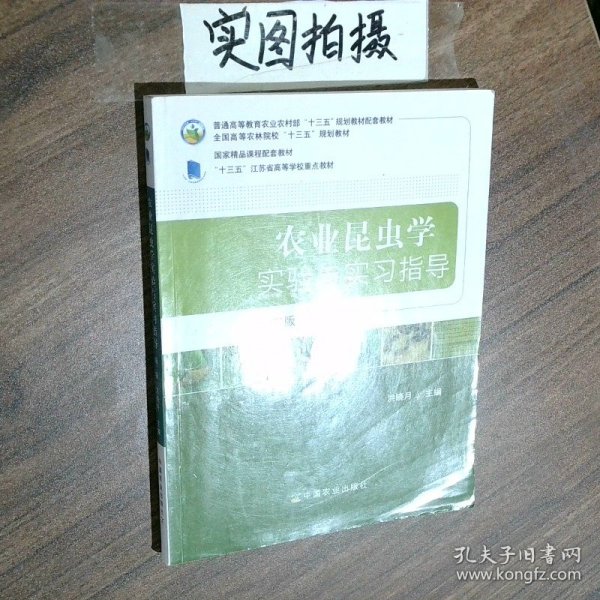 实图拍摄
普通高等教育农业农村部“十三五”规划教材配套教材
全国高等农林院校“十三五”规划教材
国家精品课程配套教材
“十三五”江苏省高等学校重点教材
农业昆虫学
实验 实习指导
版
晓月 主编
中国农业出版社
孔夫子旧书网
www.kongfz.com